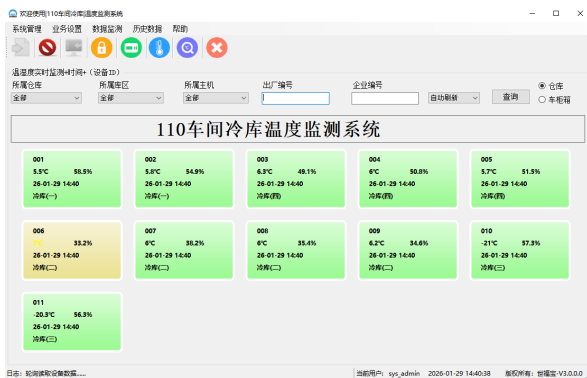 欢迎使用|110车间冷库|温度监测系统
系统管理 业务设置 数据监测 历史数据 帮助
温湿度实时监测+时间+（设备ID）
所属仓库 所属库区 所属主机 出厂编号 企业编号
全部 全部 全部 自动刷新 查询 仓库 车柜箱
110车间冷库温度监测系统
001 002 003 004 005
5.5℃ 58.5% 5.8℃ 54.9% 6.3℃ 49.1% 6℃ 50.8% 5.7℃ 51.5%
26-01-29 14:40 26-01-29 14:40 26-01-29 14:40 26-01-29 14:40 26-01-29 14:40
冷库(一) 冷库(一) 冷库(四) 冷库(四) 冷库(四)
006 007 008 009 010
33.2% 6℃ 38.2% 6℃ 35.4% 6.2℃ 34.6% -21℃ 57.3%
26-01-29 14:40 26-01-29 14:40 26-01-29 14:40 26-01-29 14:40 26-01-29 14:40
冷库(二) 冷库(二) 冷库(二) 冷库(二) 冷库(三)
011
-20.3℃ 56.3%
26-01-29 14:40
冷库(三)
日志: 轮询读取设备数据...... 当前用户: sys_admin 2026-01-29 14:40:38 版权所有: 世福宝-V3.0.0.0